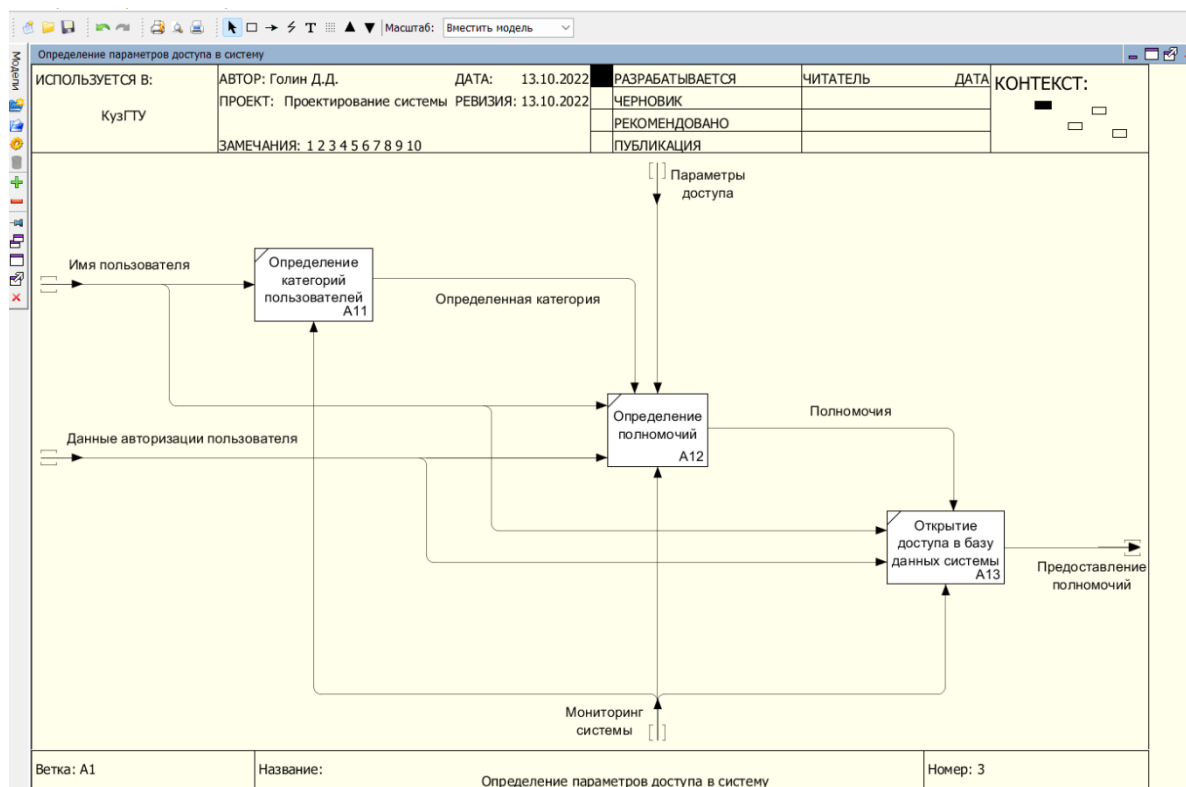 Масштаб: Вместить модель
Модели
Определение параметров доступа в систему
ИСПОЛЬЗУЕТСЯ В:
КузГТУ
АВТОР: Голин Д.Д.
ДАТА: 13.10.2022
ПРОЕКТ: Проектирование системы
РЕВИЗИЯ: 13.10.2022
ЗАМЕЧАНИЯ: 1 2 3 4 5 6 7 8 9 10
РАЗРАБАТЫВАЕТСЯ
ЧЕРНОВИК
РЕКОМЕНДОВАНО
ПУБЛИКАЦИЯ
ЧИТАТЕЛЬ
ДАТА
КОНТЕКСТ:
Параметры
доступа
Имя пользователя
Определение
категорий
пользователей
A11
Определенная категория
Определение
полномочий
A12
Полномочия
Данные авторизации пользователя
Открытие
доступа в базу
данных системы
A13
Предоставление
полномочий
Мониторинг
системы
Ветка: A1
Название:
Определение параметров доступа в систему
Номер: 3